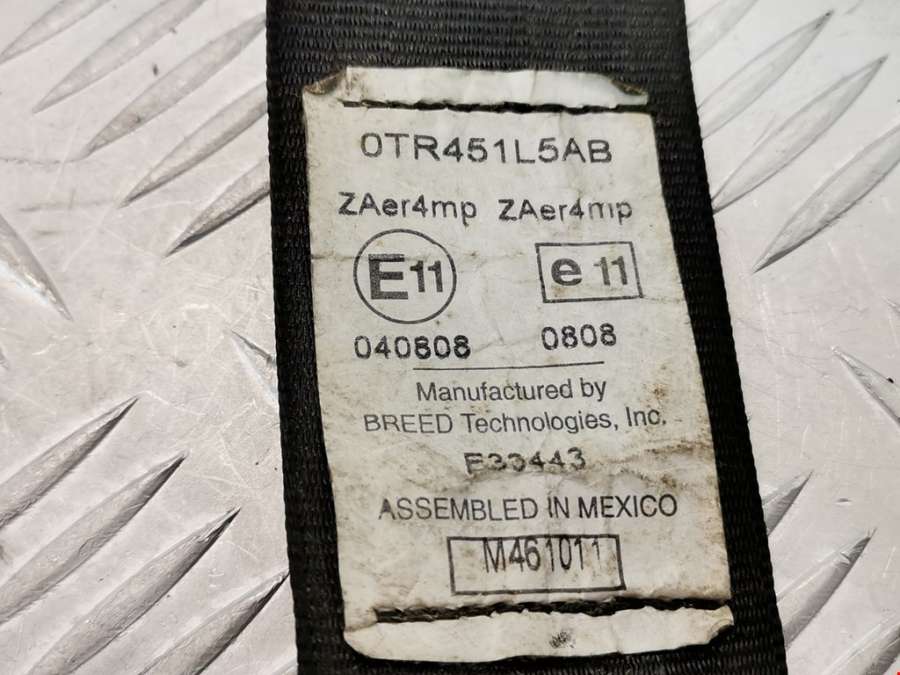 0TR451L5AB
ZAer4mp ZAer4mp
E11 e11
040808 0808
Manufactured by
BREED Technologies, Inc.
E33443
ASSEMBLED IN MEXICO
M461011